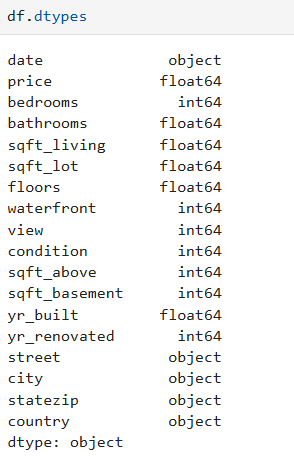 df.dtypes
date object
price float64
bedrooms int64
bathrooms float64
sqft_living float64
sqft_lot float64
floors float64
waterfront int64
view int64
condition int64
sqft_above int64
sqft_basement int64
yr_built float64
yr_renovated int64
street object
city object
statezip object
country object
dtype: object